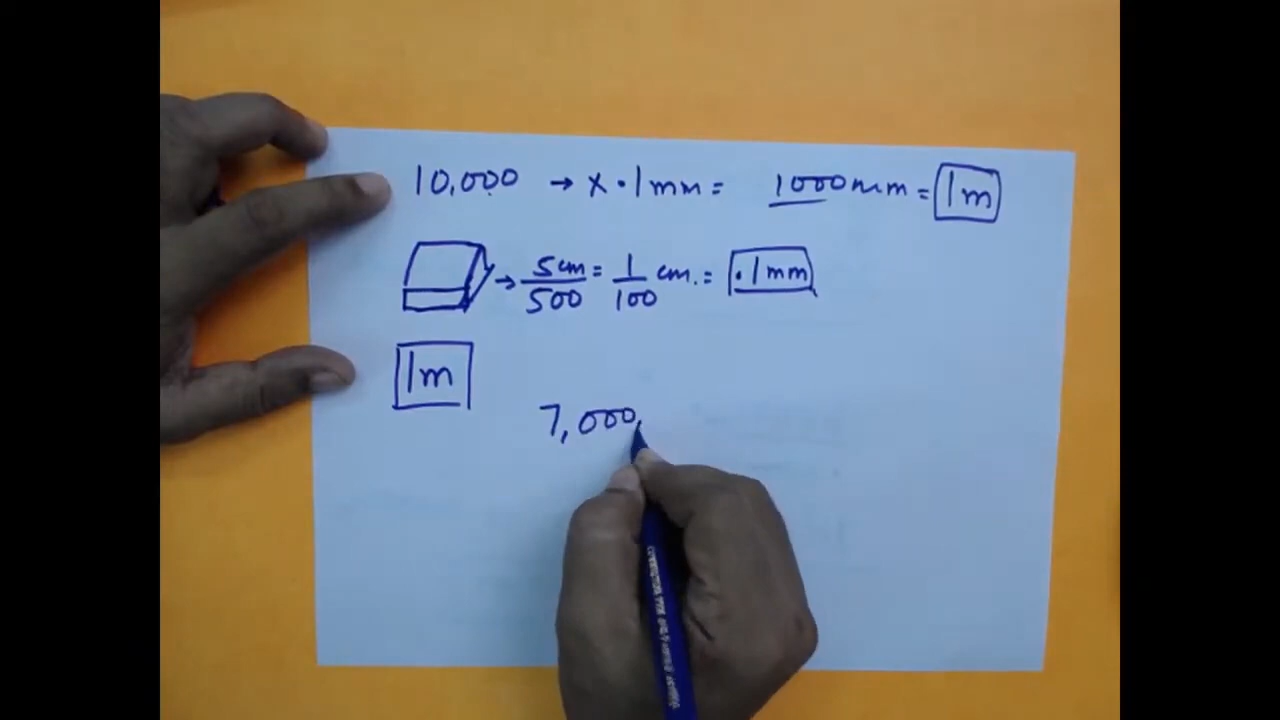 10,000 → x .1mm = 1000mm = 1m
→ 5cm/500 = 1/100 cm. = .1mm
1m
7,000,